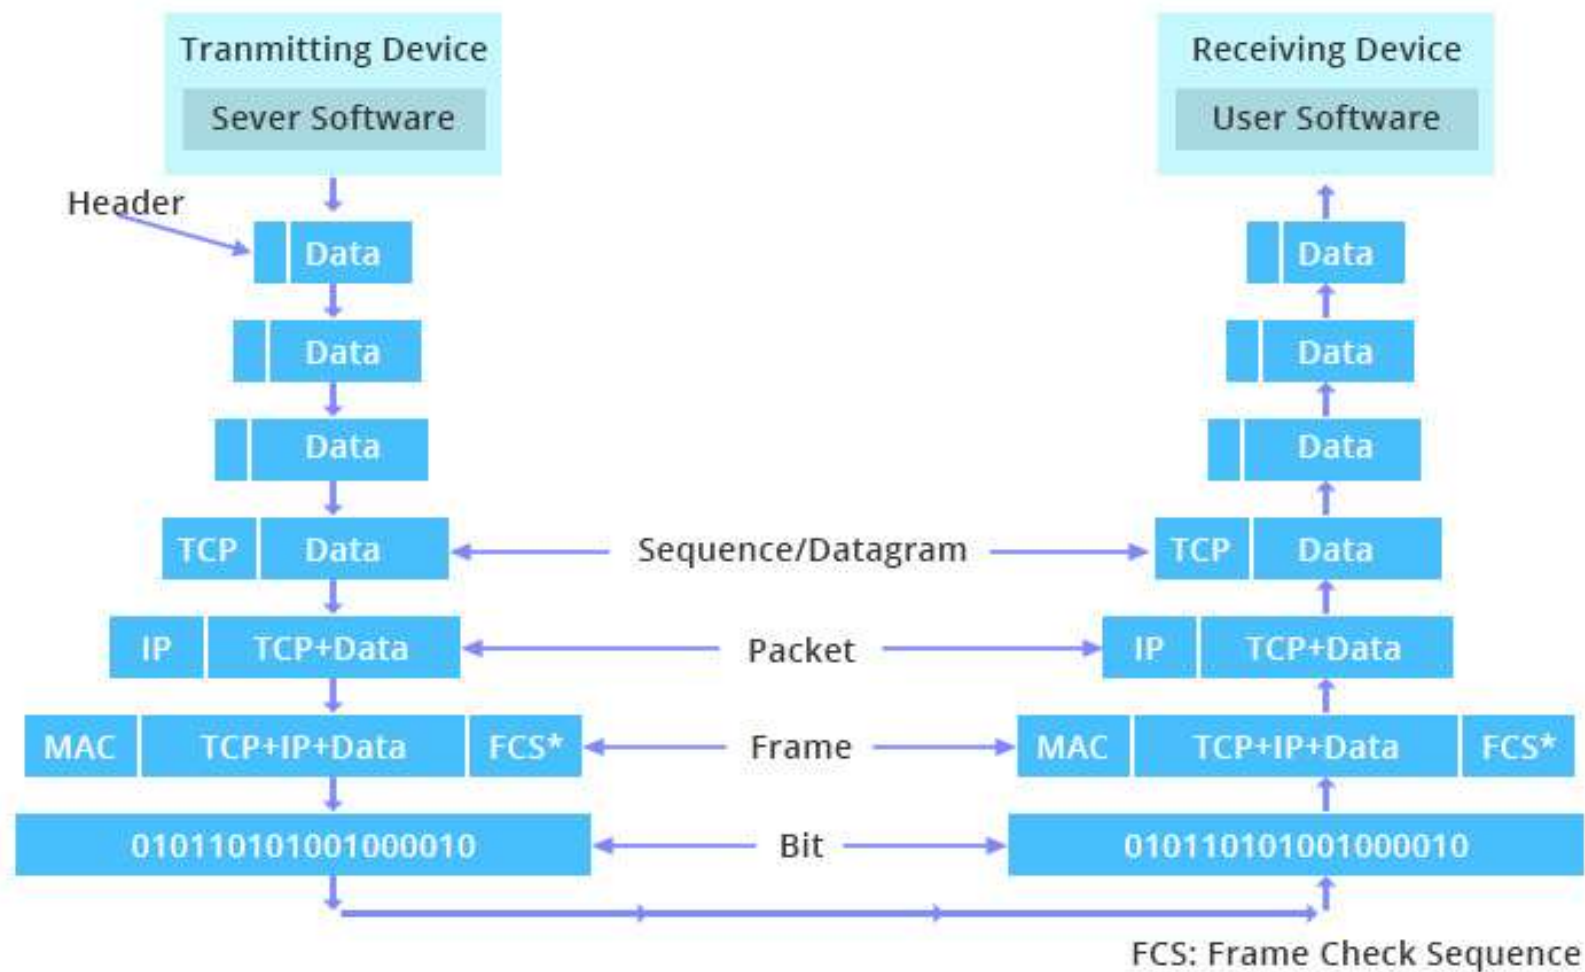 Tranmitting Device
Receiving Device
Sever Software
User Software
Header
Data
Data
Data
Data
Data
Data
TCP
Data
Sequence/Datagram
TCP
Data
IP
TCP+Data
Packet
IP
TCP+Data
MAC
TCP+IP+Data
FCS*
Frame
MAC
TCP+IP+Data
FCS*
010110101001000010
Bit
010110101001000010
FCS: Frame Check Sequence